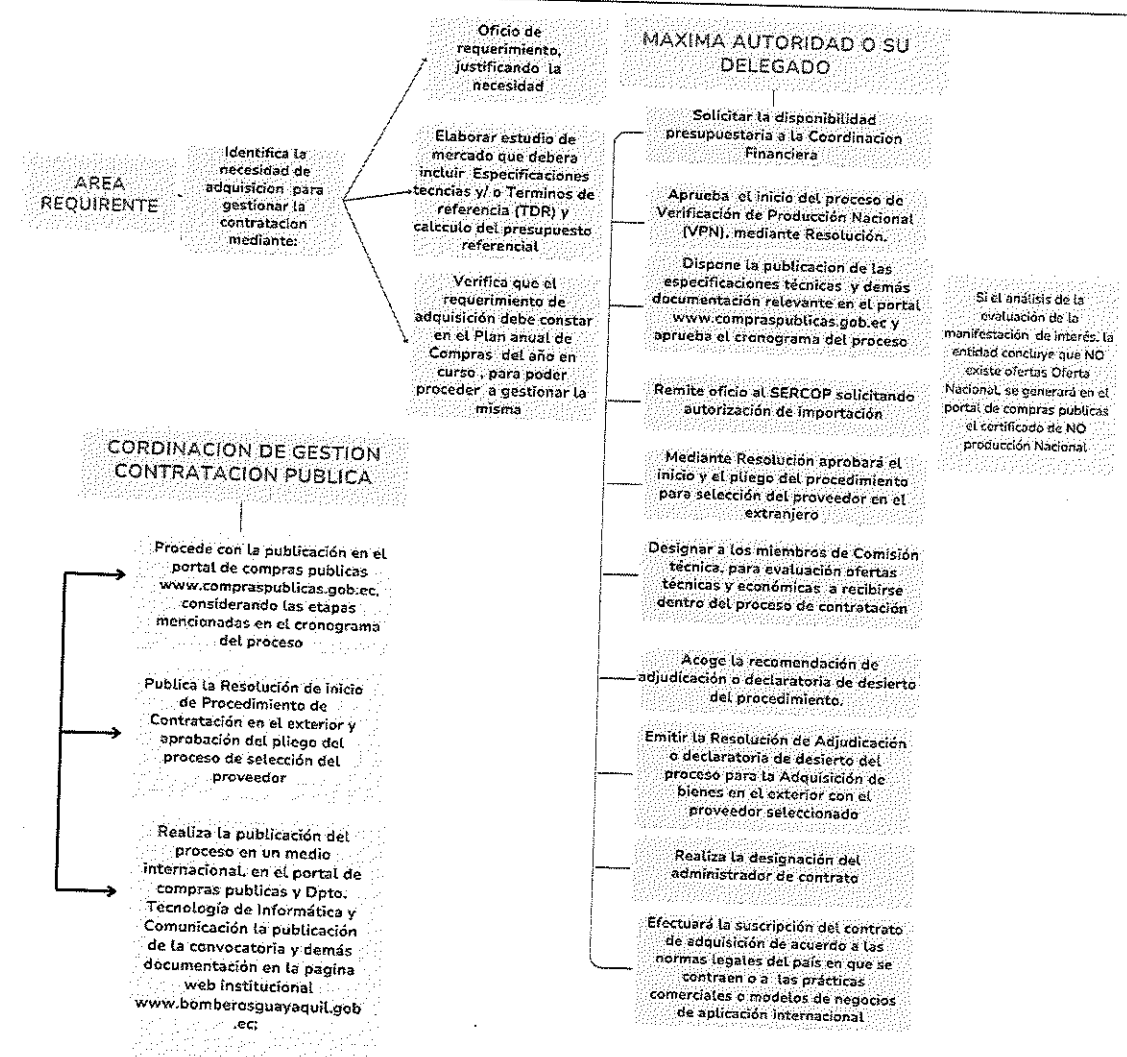 AREA
REQUIRENTE
Identifica la
necesidad de
adquisicion para
gestionar la
contratacion
mediante:
Oficio de
requerimiento,
justificando la
necesidad
Elaborar estudio de
mercado que debera
incluir Especificaciones
tecncias y/ o Terminos de
referencia (TDR) y
calcculo del presupuesto
referencial
Verifica que el
requerimiento de
adquisición debe constar
en el Plan anual de
Compras del año en
curso , para poder
proceder a gestionar la
misma
CORDINACION DE GESTION
CONTRATACION PUBLICA
Procede con la publicación en el
portal de compras publicas
www.compraspublicas.gob.ec,
considerando las etapas
mencionadas en el cronograma
del proceso
Publica la Resolución de inicio
de Procedimiento de
Contratación en el exterior y
aprobación del pliego del
proceso de selección del
proveedor
Realiza la publicación del
proceso en un medio
internacional, en el portal de
compras publicas y Dpto.
Tecnología de Informática y
Comunicación la publicación
de la convocatoria y demás
documentación en la pagina
web institucional
www.bomberosguayaquil.gob
.ec;
MAXIMA AUTORIDAD O SU
DELEGADO
Solicitar la disponibilidad
presupuestaria a la Coordinacion
Financiera
Aprueba el inicio del proceso de
Verificación de Producción Nacional
(VPN), mediante Resolución.
Dispone la publicacion de las
especificaciones técnicas y demás
documentación relevante en el portal
www.compraspublicas.gob.ec y
aprueba el cronograma del proceso
Remite oficio al SERCOP solicitando
autorización de importación
Mediante Resolución aprobará el
inicio y el pliego del procedimiento
para selección del proveedor en el
extranjero
Designar a los miembros de Comisión
técnica, para evaluación ofertas
técnicas y económicas a recibirse
dentro del proceso de contratación
Acoge la recomendación de
adjudicación o declaratoria de desierto
del procedimiento.
Emitir la Resolución de Adjudicación
o declaratoria de desierto del
proceso para la Adquisición de
bienes en el exterior con el
proveedor seleccionado
Realiza la designación del
administrador de contrato
Efectuará la suscripción del contrato
de adquisición de acuerdo a las
normas legales del país en que se
contraen o a las prácticas
comerciales o modelos de negocios
de aplicación internacional
Si el análisis de la
evaluación de la
manifestación de interés, la
entidad concluye que NO
existe ofertas Oferta
Nacional, se generará en el
portal de compras publicas
el certificado de NO
producción Nacional